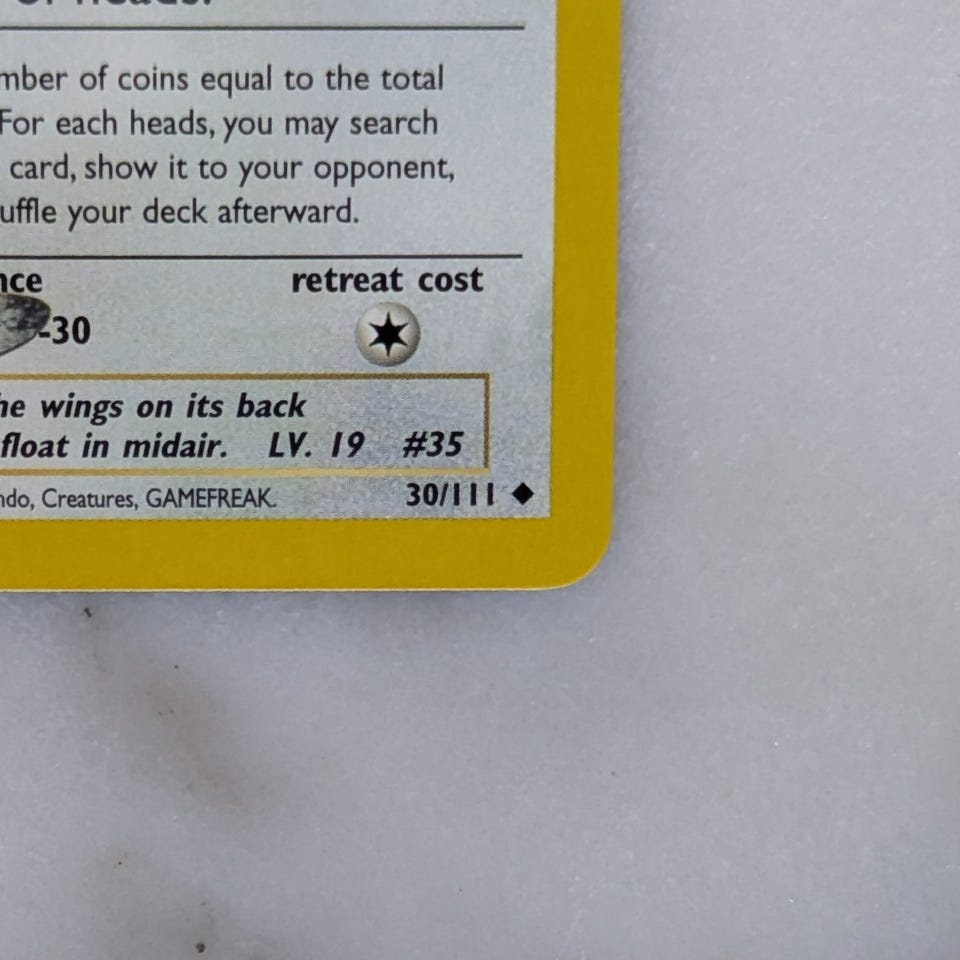 mber of coins equal to the total
For each heads, you may search
card, show it to your opponent,
uffle your deck afterward.
nce retreat cost
-30
he wings on its back
float in midair. LV. 19 #35
ndo, Creatures, GAMEFREAK. 30/111